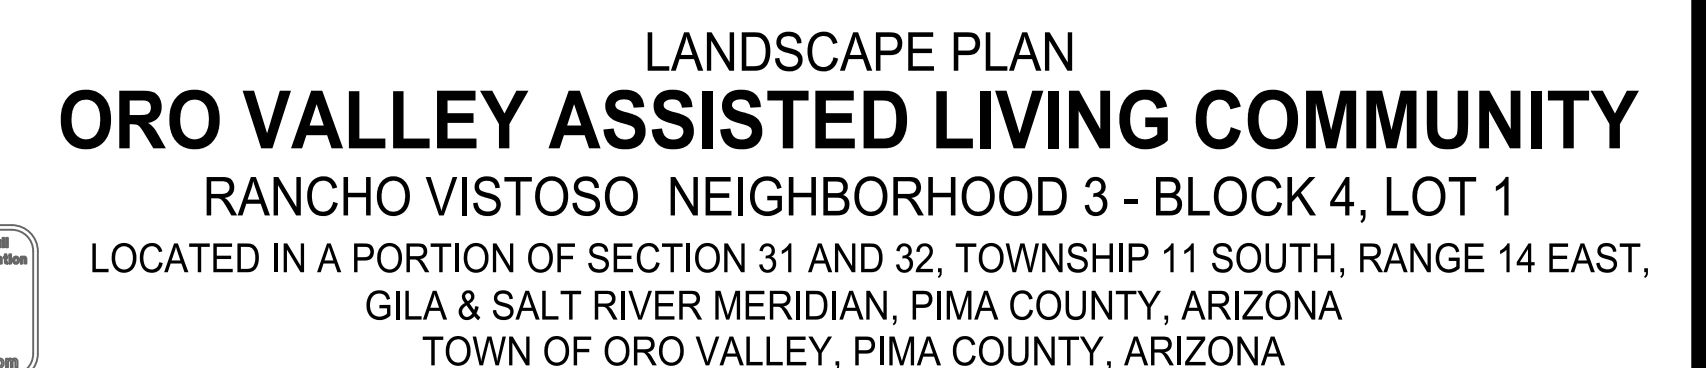 LANDSCAPE PLAN
ORO VALLEY ASSISTED LIVING COMMUNITY
RANCHO VISTOSO NEIGHBORHOOD 3 - BLOCK 4, LOT 1
LOCATED IN A PORTION OF SECTION 31 AND 32, TOWNSHIP 11 SOUTH, RANGE 14 EAST,
GILA & SALT RIVER MERIDIAN, PIMA COUNTY, ARIZONA
TOWN OF ORO VALLEY, PIMA COUNTY, ARIZONA